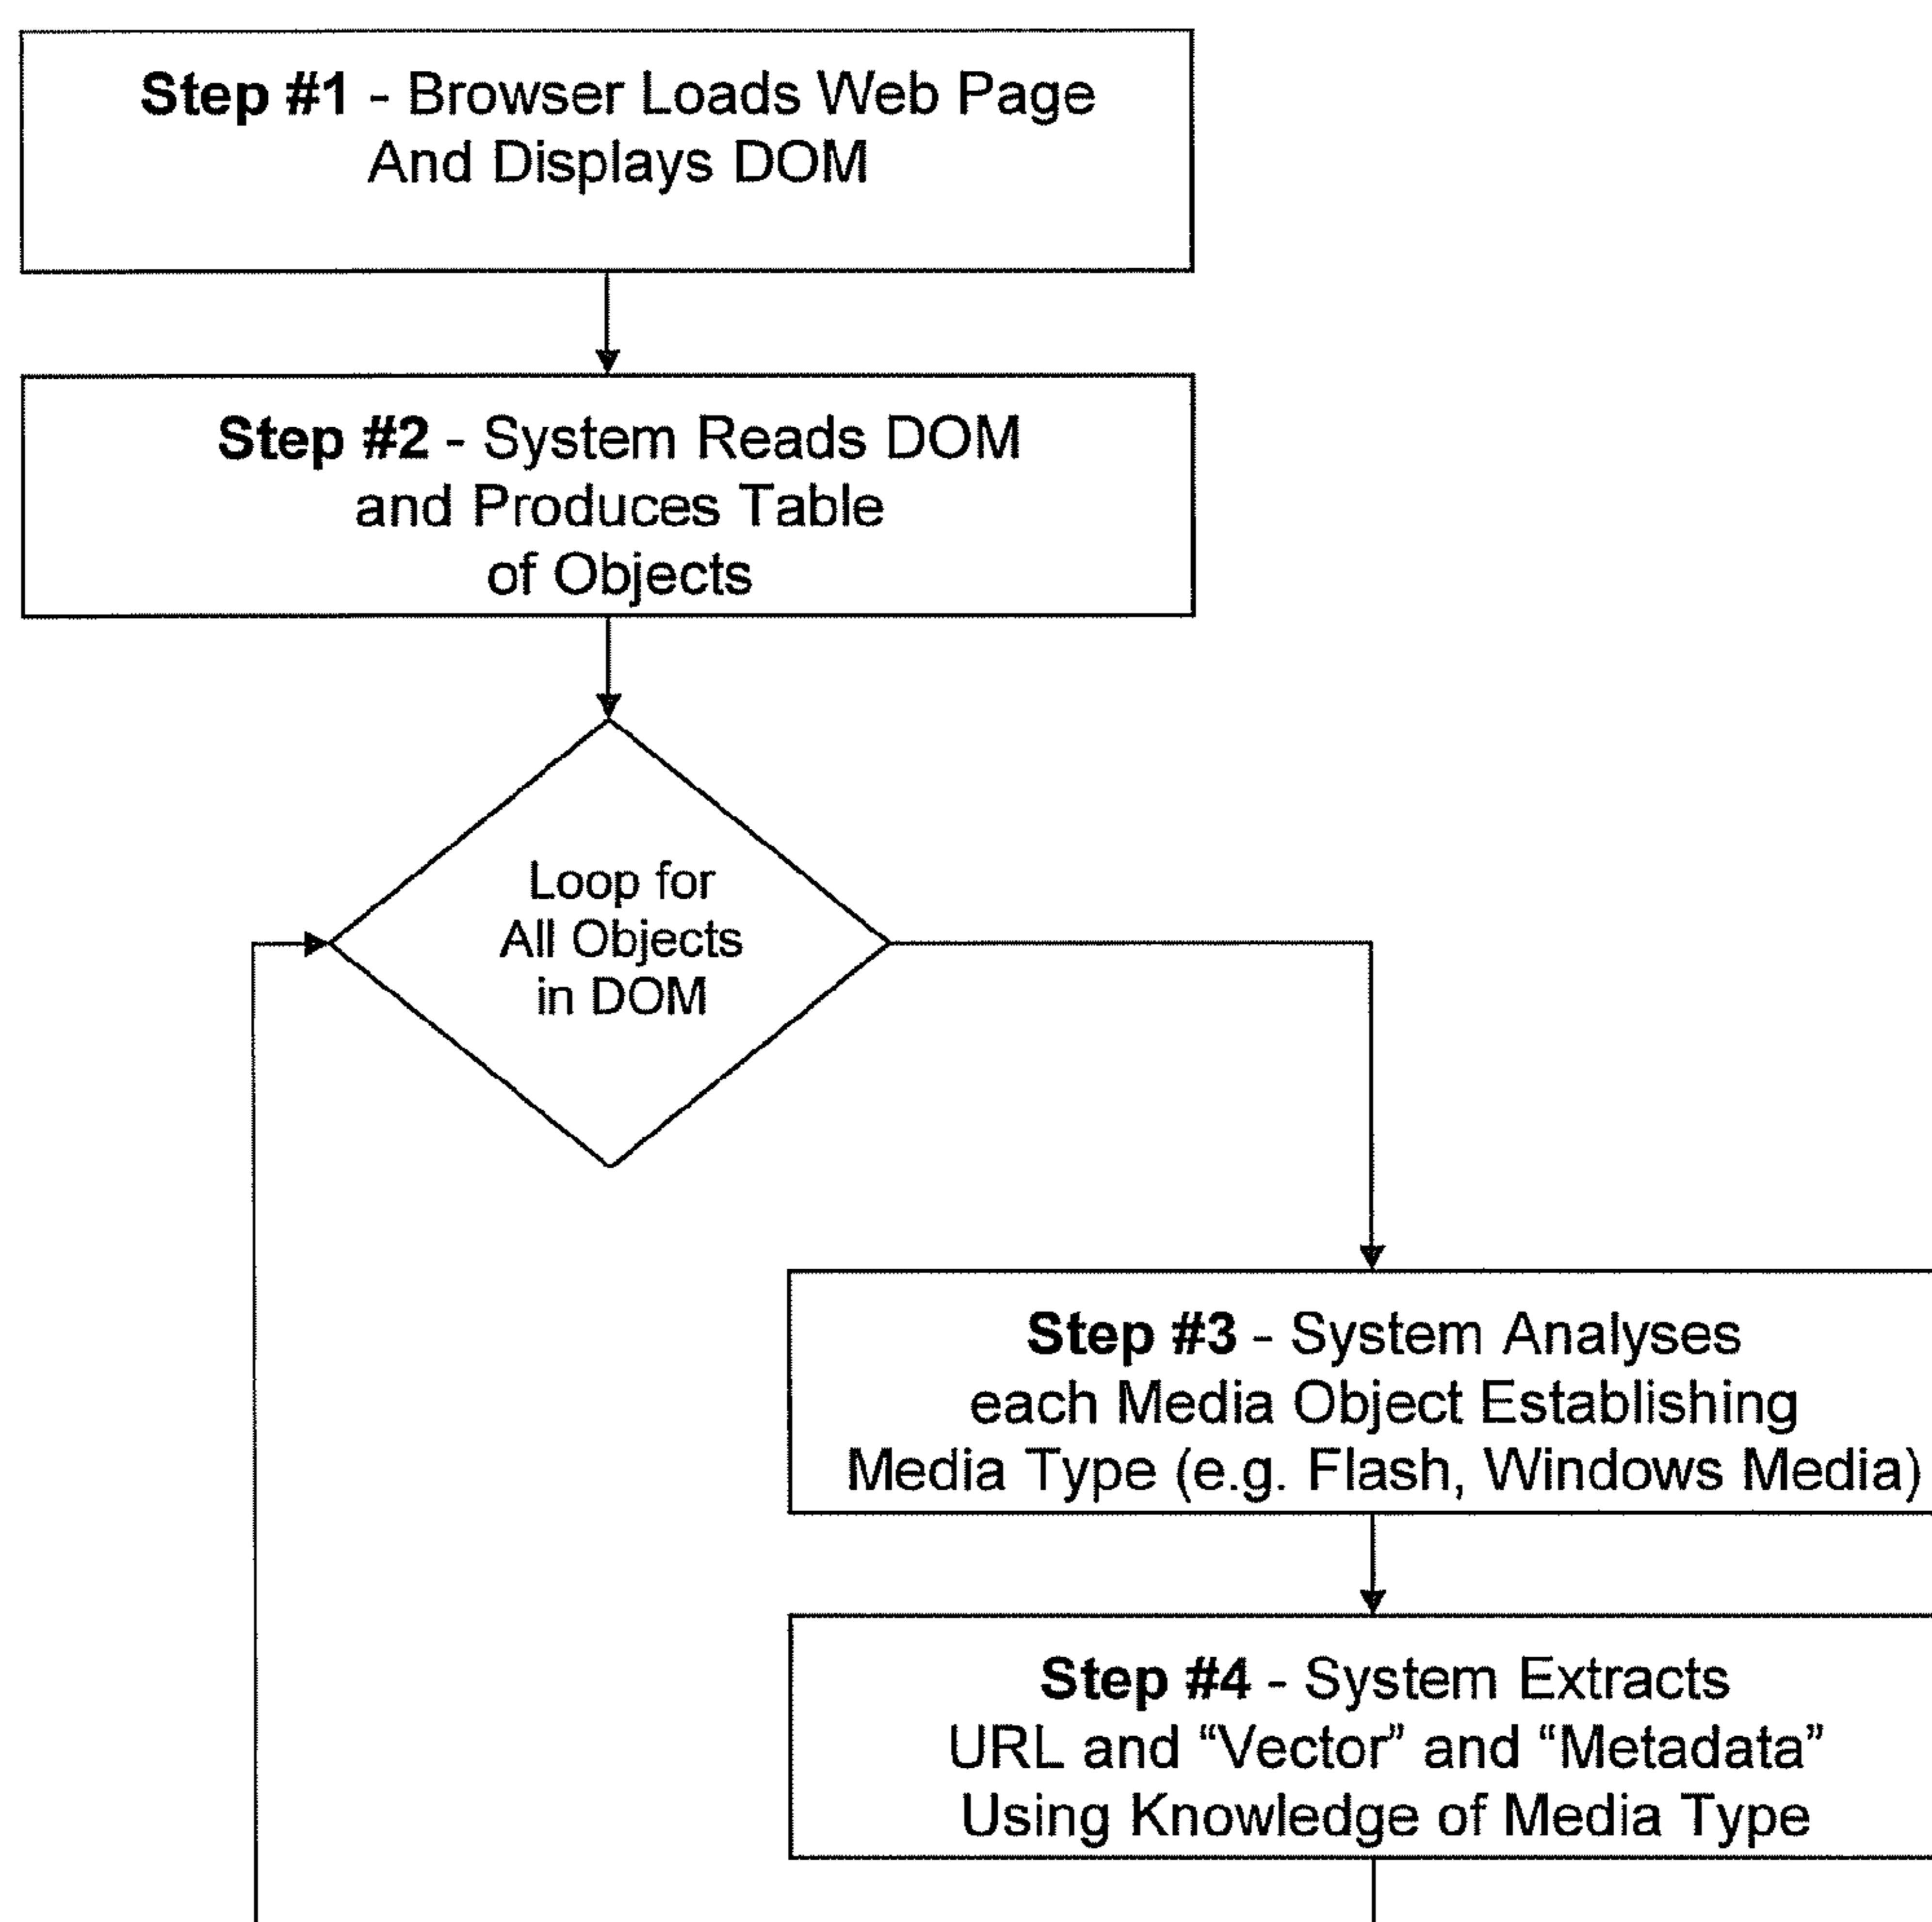 Step #1 - Browser Loads Web Page
And Displays DOM
Step #2 - System Reads DOM
and Produces Table
of Objects
Loop for
All Objects
in DOM
Step #3 - System Analyses
each Media Object Establishing
Media Type (e.g. Flash, Windows Media)
Step #4 - System Extracts
URL and “Vector” and “Metadata”
Using Knowledge of Media Type